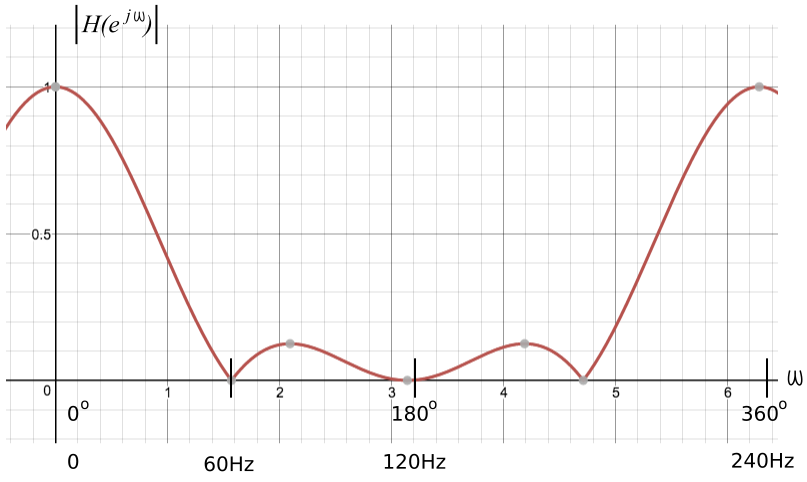 |H(e^{jω})|
1
0.5
0 1 2 3 4 5 6 ω
0° 180° 360°
0 60Hz 120Hz 240Hz